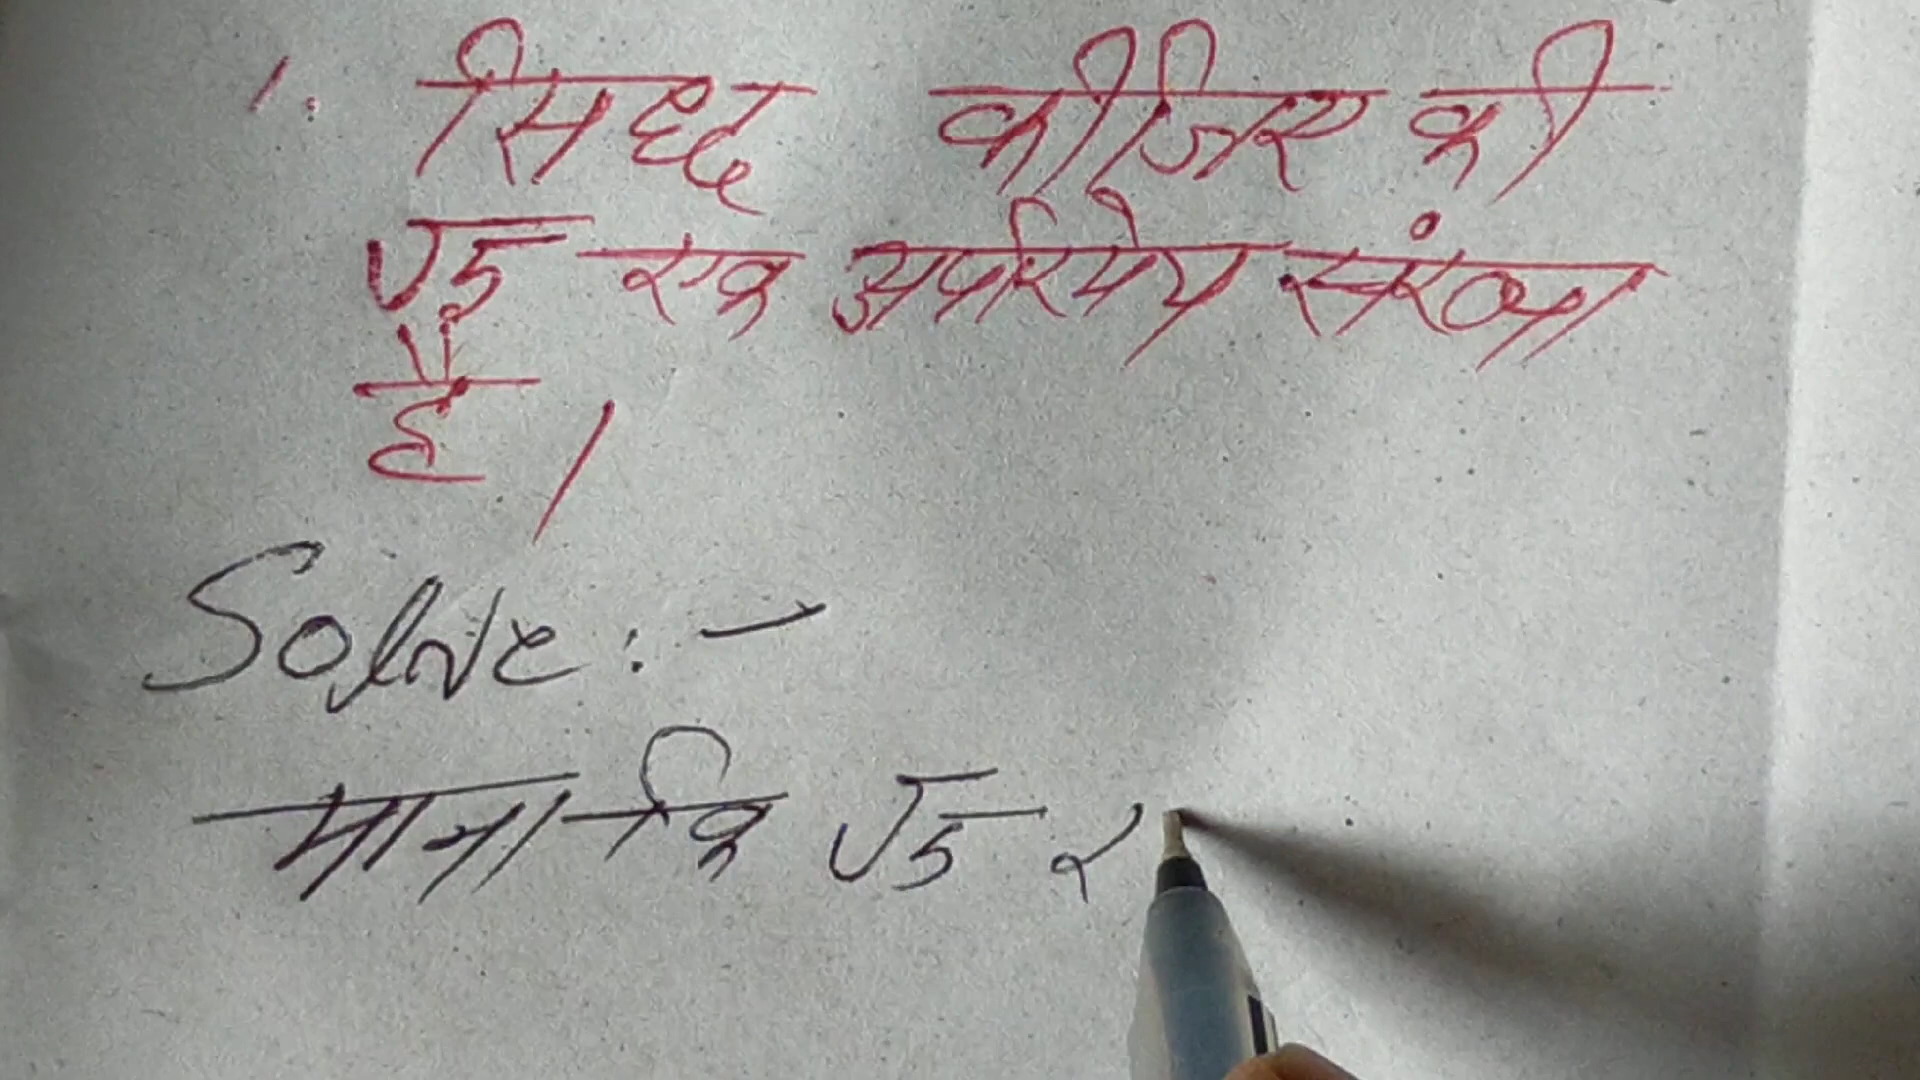 1. सिध्द कीजिए की
√5 एक अपरिमेय संख्या
है।
Solve:-
माना कि √5